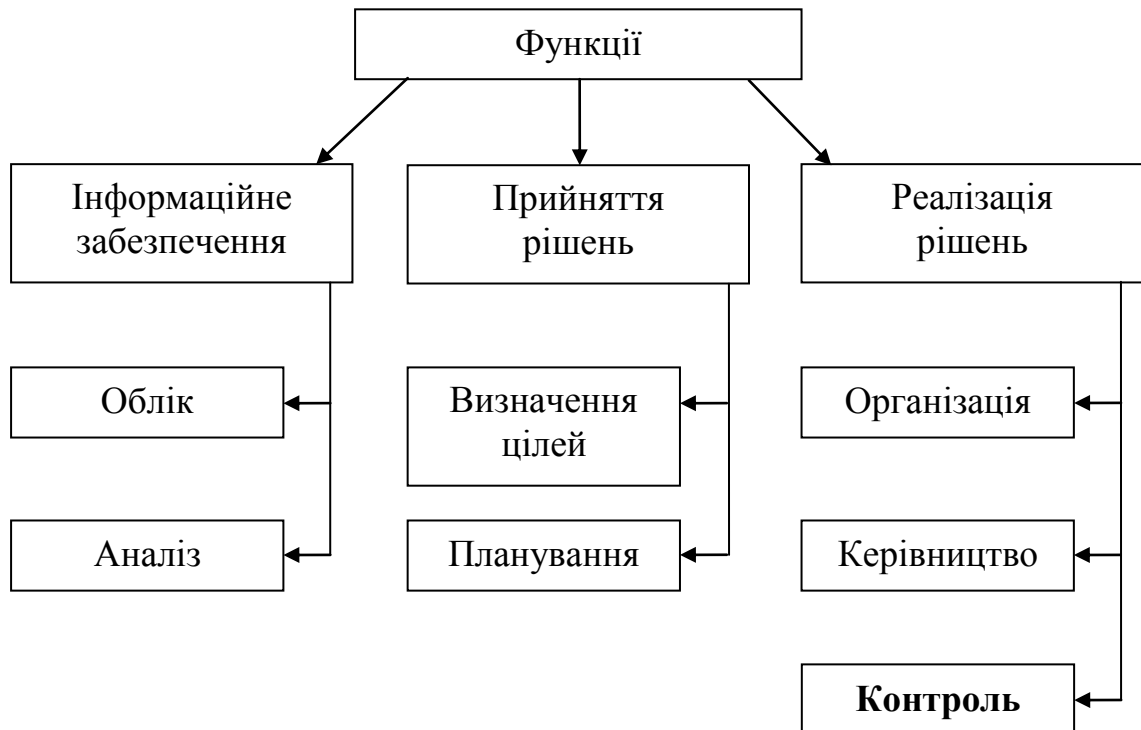 Функції
Інформаційне
забезпечення
Прийняття
рішень
Реалізація
рішень
Облік
Визначення
цілей
Організація
Аналіз
Планування
Керівництво
Контроль